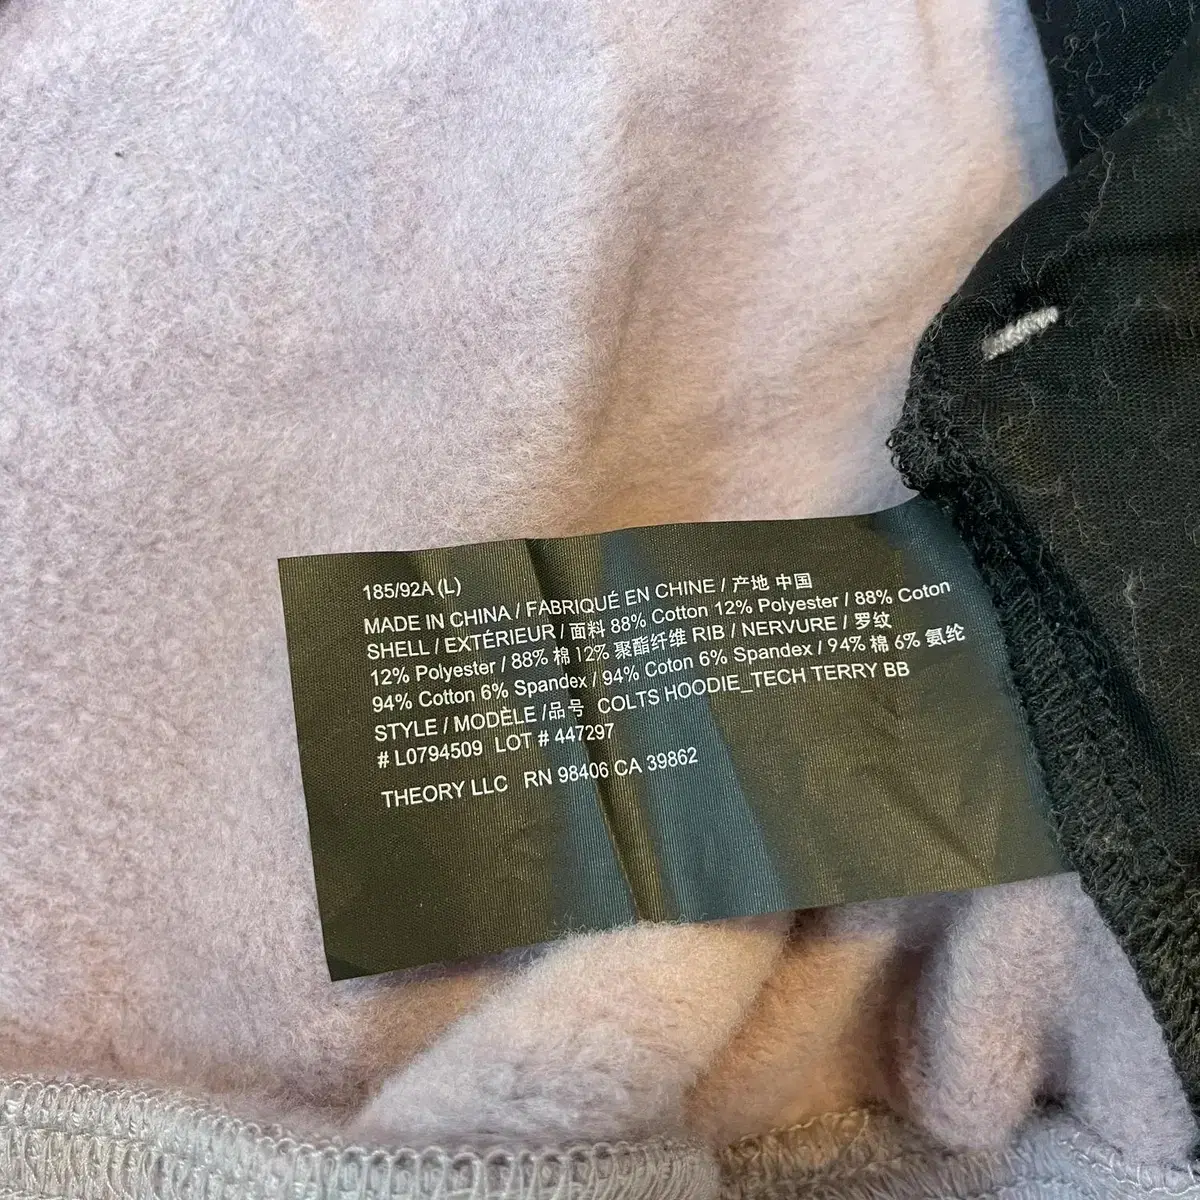 185/92A (L)
MADE IN CHINA / FABRIQUÉ EN CHINE / 产地 中国
SHELL / EXTÉRIEUR / 面料 88% Cotton 12% Polyester / 88% Coton
12% Polyester / 88% 棉 12% 聚酯纤维 RIB / NERVURE / 罗纹
94% Cotton 6% Spandex / 94% Coton 6% Spandex / 94% 棉 6% 氨纶
STYLE / MODÈLE /品号 COLTS HOODIE_TECH TERRY BB
# L0794509 LOT # 447297
THEORY LLC RN 98406 CA 39862